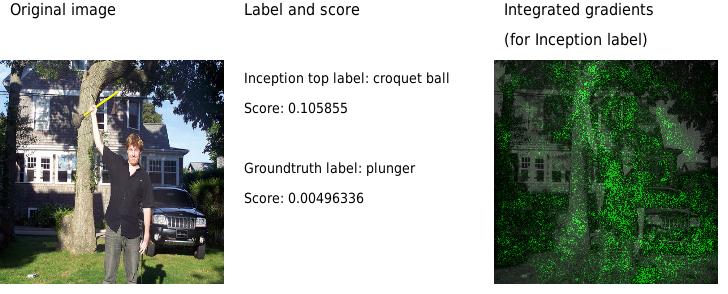 Original image
Label and score
Integrated gradients
(for Inception label)
Inception top label: croquet ball
Score: 0.105855
Groundtruth label: plunger
Score: 0.00496336